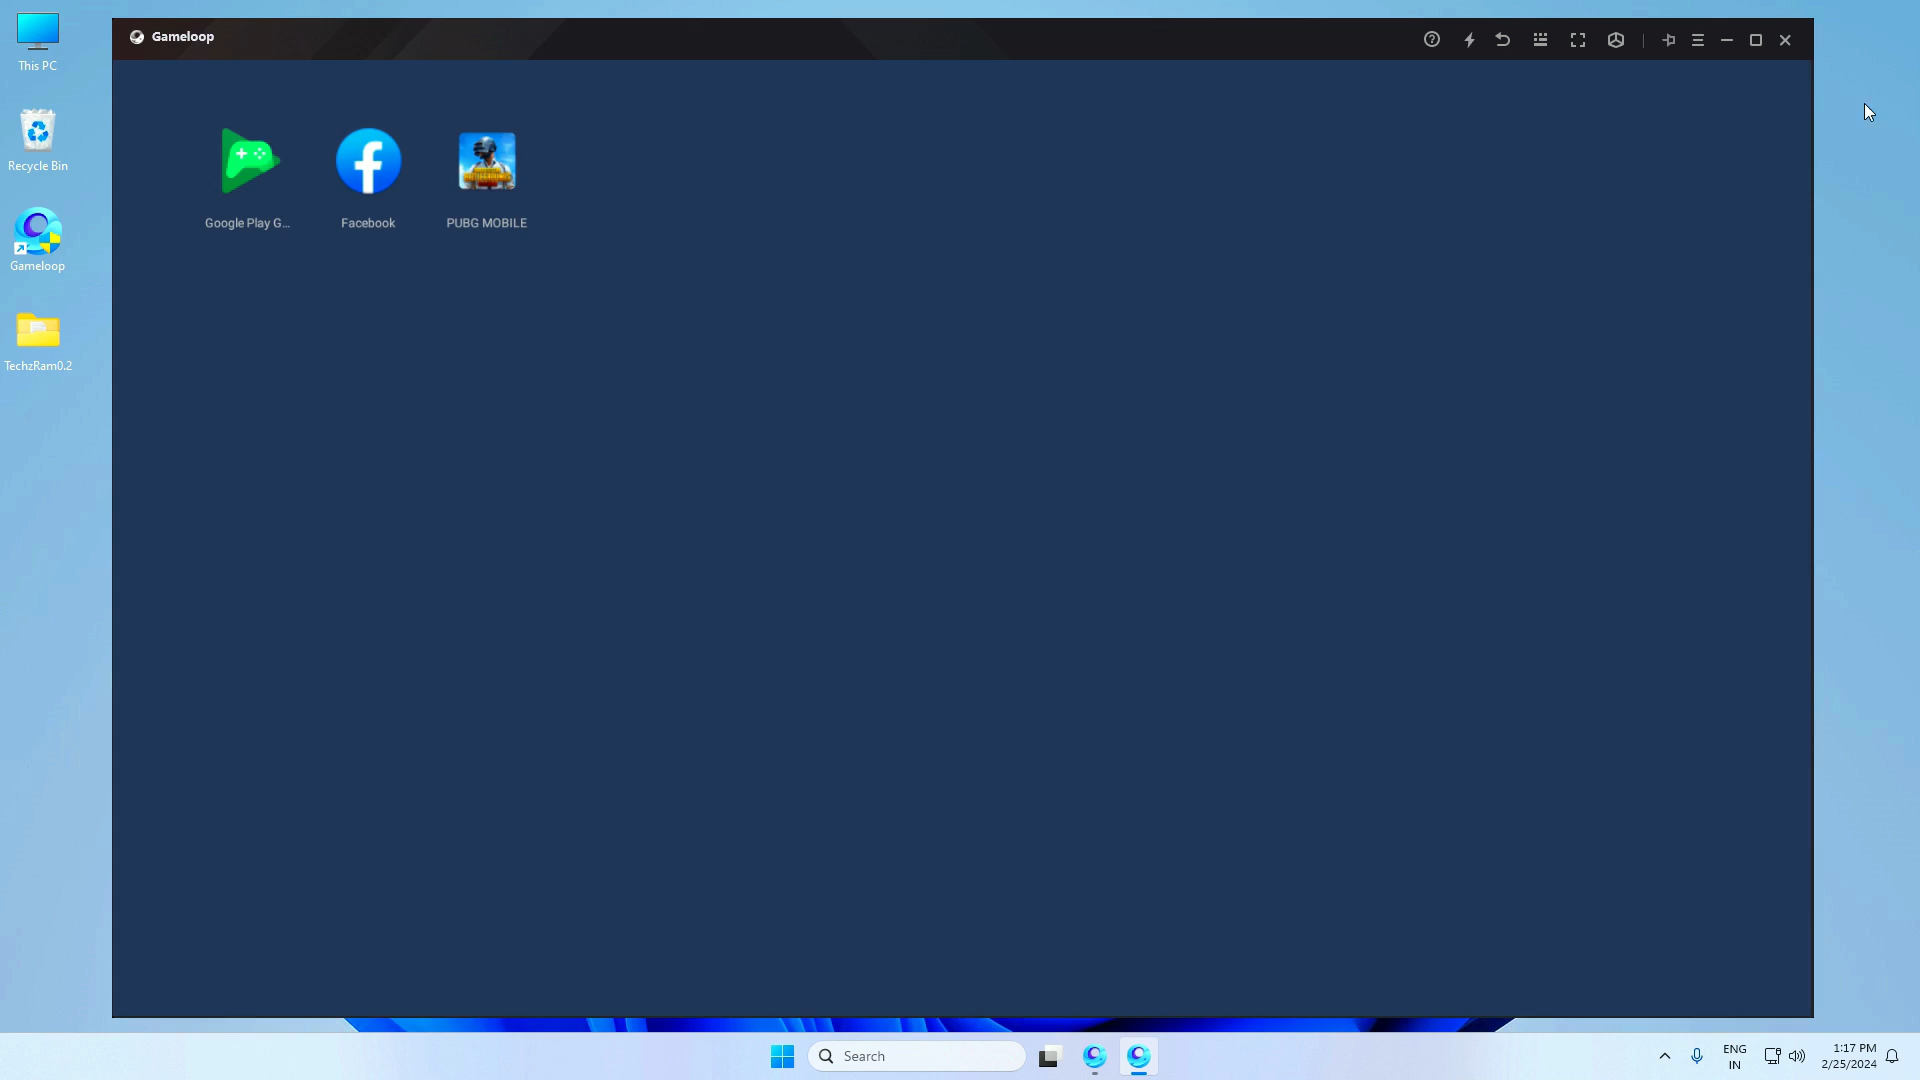 Gameloop
This PC
Recycle Bin
Gameloop
TechzRam0.2
Google Play G...
Facebook
PUBG MOBILE
Search
ENG
IN
1:17 PM
2/25/2024